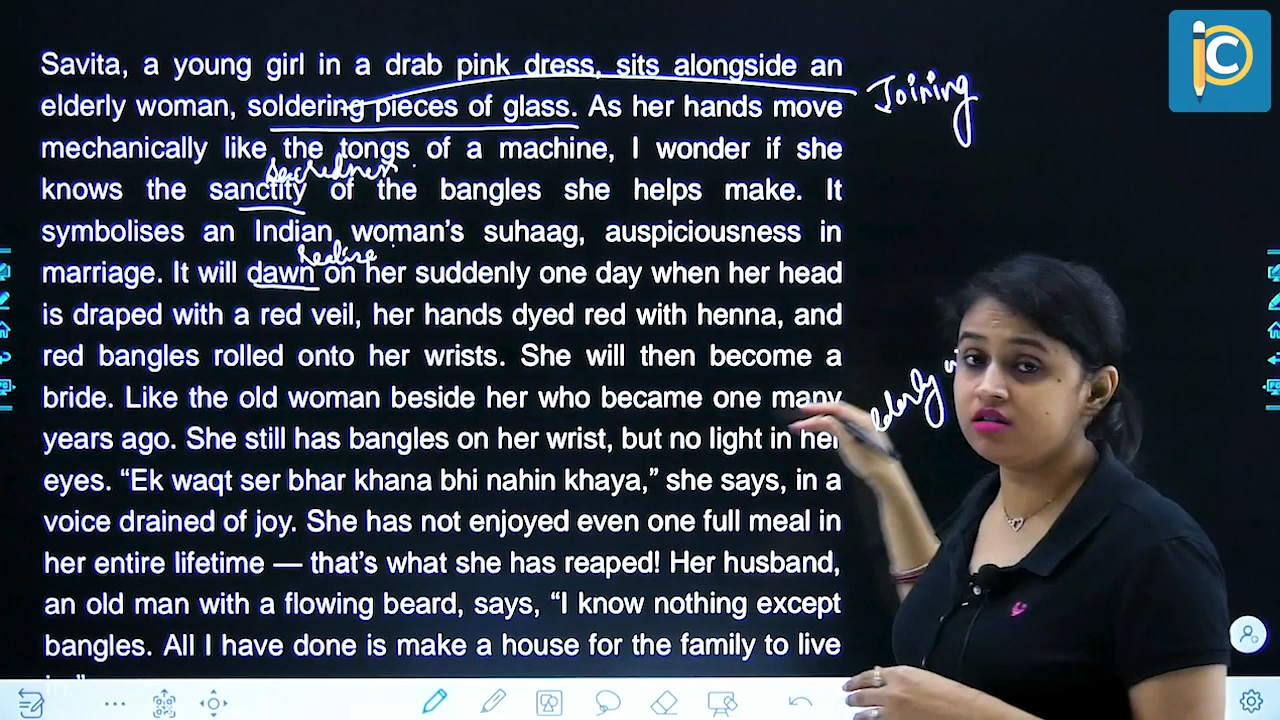 Savita, a young girl in a drab pink dress, sits alongside an
elderly woman, soldering pieces of glass. As her hands move
Joining
mechanically like the tongs of a machine, I wonder if she
sacredness
knows the sanctity of the bangles she helps make. It
symbolises an Indian woman's suhaag, auspiciousness in
Realise
marriage. It will dawn on her suddenly one day when her head
is draped with a red veil, her hands dyed red with henna, and
red bangles rolled onto her wrists. She will then become a
bride. Like the old woman beside her who became one many
elderly
years ago. She still has bangles on her wrist, but no light in her
eyes. “Ek waqt ser bhar khana bhi nahin khaya,” she says, in a
voice drained of joy. She has not enjoyed even one full meal in
her entire lifetime — that’s what she has reaped! Her husband,
an old man with a flowing beard, says, “I know nothing except
bangles. All I have done is make a house for the family to live
in.”